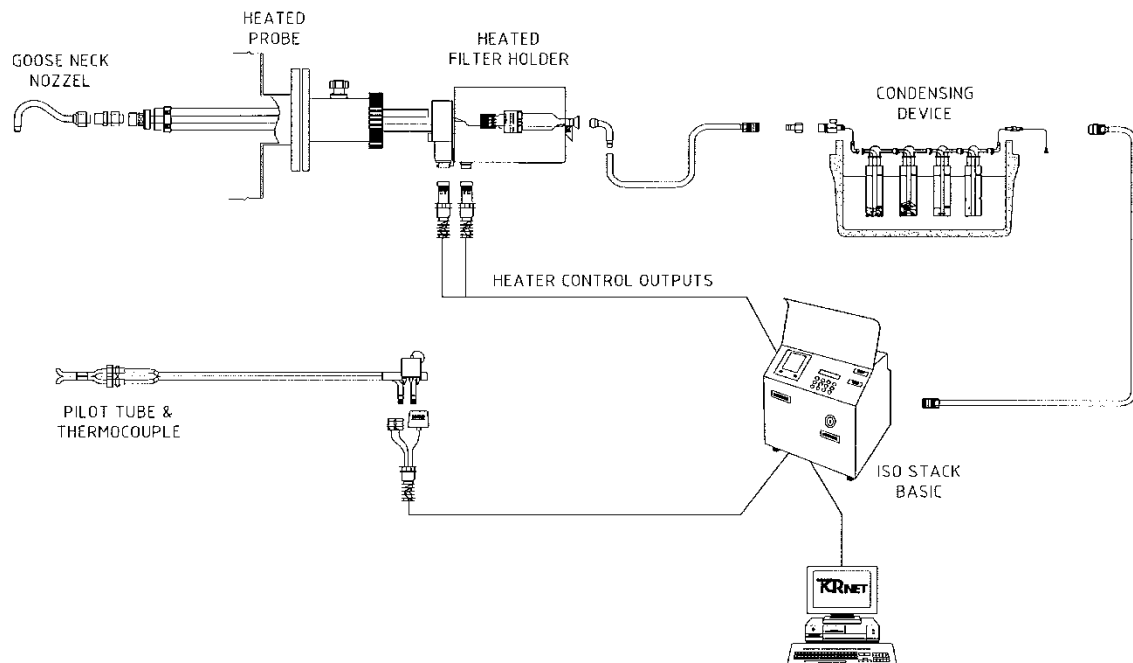 HEATED
PROBE
GOOSE NECK
NOZZEL
HEATED
FILTER HOLDER
CONDENSING
DEVICE
HEATER CONTROL OUTPUTS
PILOT TUBE &
THERMOCOUPLE
ISO STACK
BASIC
KRNET